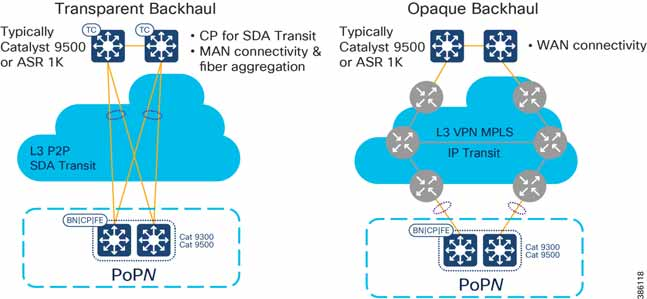 Transparent Backhaul
Typically
Catalyst 9500
or ASR 1K
TC
TC
• CP for SDA Transit
• MAN connectivity &
fiber aggregation
L3 P2P
SDA Transit
BN|CP|FE
Cat 9300
Cat 9500
PoPN
Opaque Backhaul
Typically
Catalyst 9500
or ASR 1K
• WAN connectivity
L3 VPN MPLS
IP Transit
BN|CP|FE
Cat 9300
Cat 9500
PoPN
386118